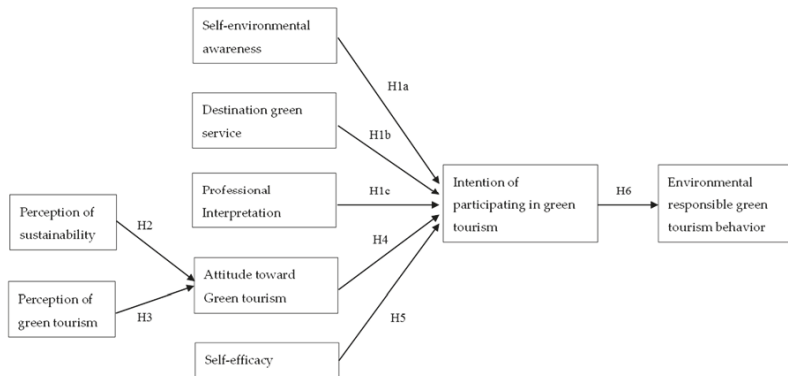 Self-environmental
awareness
H1a
Destination green
service
H1b
Professional
Interpretation
H1c
Intention of
participating in green
tourism
H6
Environmental
responsible green
tourism behavior
Perception of
sustainability
H2
H4
Attitude toward
Green tourism
Perception of
green tourism
H3
H5
Self-efficacy